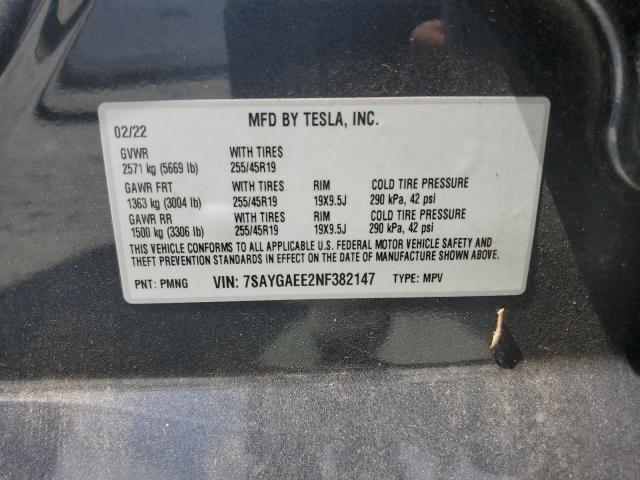 MFD BY TESLA, INC.
02/22
GVWR WITH TIRES
2571 kg (5669 lb) 255/45R19
GAWR FRT WITH TIRES RIM COLD TIRE PRESSURE
1363 kg (3004 lb) 255/45R19 19X9.5J 290 kPa, 42 psi
GAWR RR WITH TIRES RIM COLD TIRE PRESSURE
1500 kg (3306 lb) 255/45R19 19X9.5J 290 kPa, 42 psi
THIS VEHICLE CONFORMS TO ALL APPLICABLE U.S. FEDERAL MOTOR VEHICLE SAFETY AND
THEFT PREVENTION STANDARDS IN EFFECT ON THE DATE OF MANUFACTURE SHOWN ABOVE.
PNT: PMNG VIN: 7SAYGAEE2NF382147 TYPE: MPV